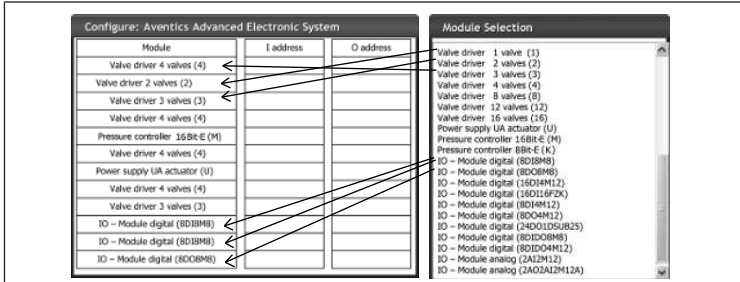 Configure: Aventics Advanced Electronic System
Module
I address
O address
Valve driver 4 valves (4)
Valve driver 2 valves (2)
Valve driver 3 valves (3)
Valve driver 4 valves (4)
Pressure controller 16Bit-E (M)
Valve driver 4 valves (4)
Power supply UA actuator (U)
Valve driver 4 valves (4)
Valve driver 3 valves (3)
IO – Module digital (8DI8M8)
IO – Module digital (8DI8M8)
IO – Module digital (8DO8M8)
Module Selection
Valve driver 1 valve (1)
Valve driver 2 valves (2)
Valve driver 3 valves (3)
Valve driver 4 valves (4)
Valve driver 8 valves (8)
Valve driver 12 valves (12)
Valve driver 16 valves (16)
Power supply UA actuator (U)
Pressure controller 16Bit-E (M)
Pressure controller 8Bit-E (K)
IO – Module digital (8DI8M8)
IO – Module digital (8DO8M8)
IO – Module digital (16DI4M12)
IO – Module digital (16DI16FZK)
IO – Module digital (8DI4M12)
IO – Module digital (8DO4M12)
IO – Module digital (24DO1DSUB25)
IO – Module digital (8DIDO8M8)
IO – Module digital (8DIDO4M12)
IO – Module analog (2AI2M12)
IO – Module analog (2AO2AI2M12A)